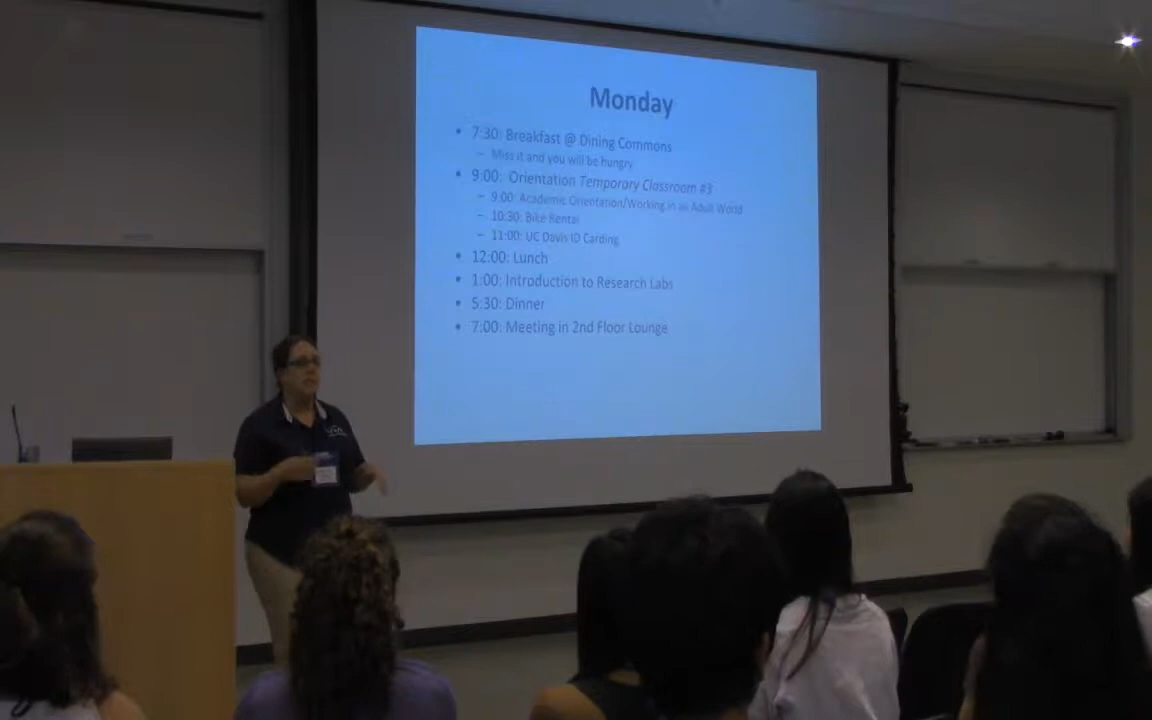 Monday
• 7:30: Breakfast @ Dining Commons
– Miss it and you will be hungry
• 9:00: Orientation Temporary Classroom #3
– 9:00: Academic Orientation/Working in an Adult World
– 10:30: Bike Rental
– 11:00: UC Davis ID Carding
• 12:00: Lunch
• 1:00: Introduction to Research Labs
• 5:30: Dinner
• 7:00: Meeting in 2nd Floor Lounge